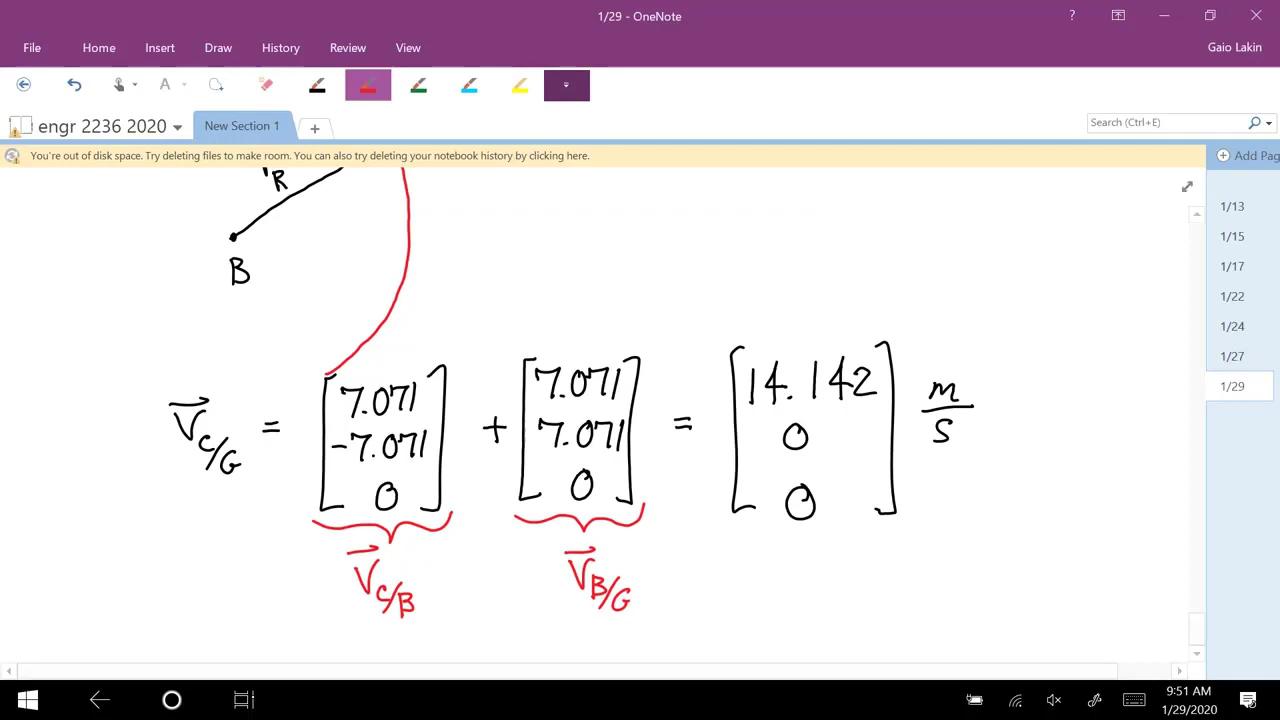 1/29 - OneNote
?
File Home Insert Draw History Review View Gaio Lakin
A
engr 2236 2020 New Section 1 + Search (Ctrl+E)
You're out of disk space. Try deleting files to make room. You can also try deleting your notebook history by clicking here.
Add Pag
1/13
1/15
1/17
1/22
1/24
1/27
1/29
R
B
V C/G = [7.071 -7.071 0] + [7.071 7.071 0] = [14.142 0 0] m/s
V C/B V B/G
9:51 AM
1/29/2020